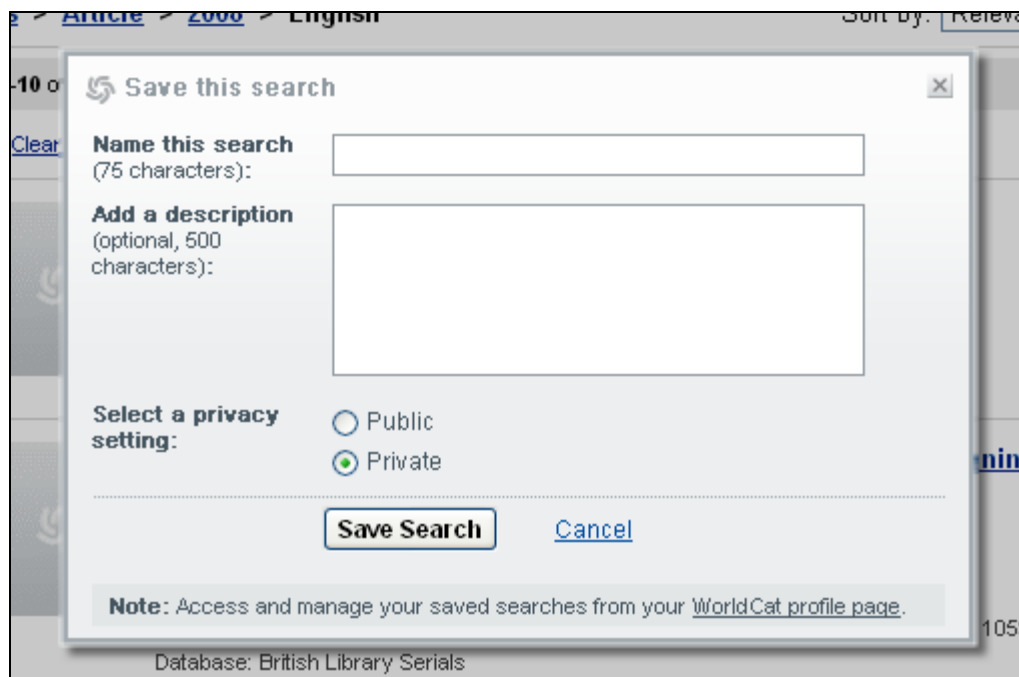 > Article > 2008 > English
Sort by:
-10 o
Save this search
Clear
Name this search
(75 characters):
Add a description
(optional, 500
characters):
Select a privacy
setting:
Public
Private
Save Search Cancel
Note: Access and manage your saved searches from your WorldCat profile page.
105
Database: British Library Serials